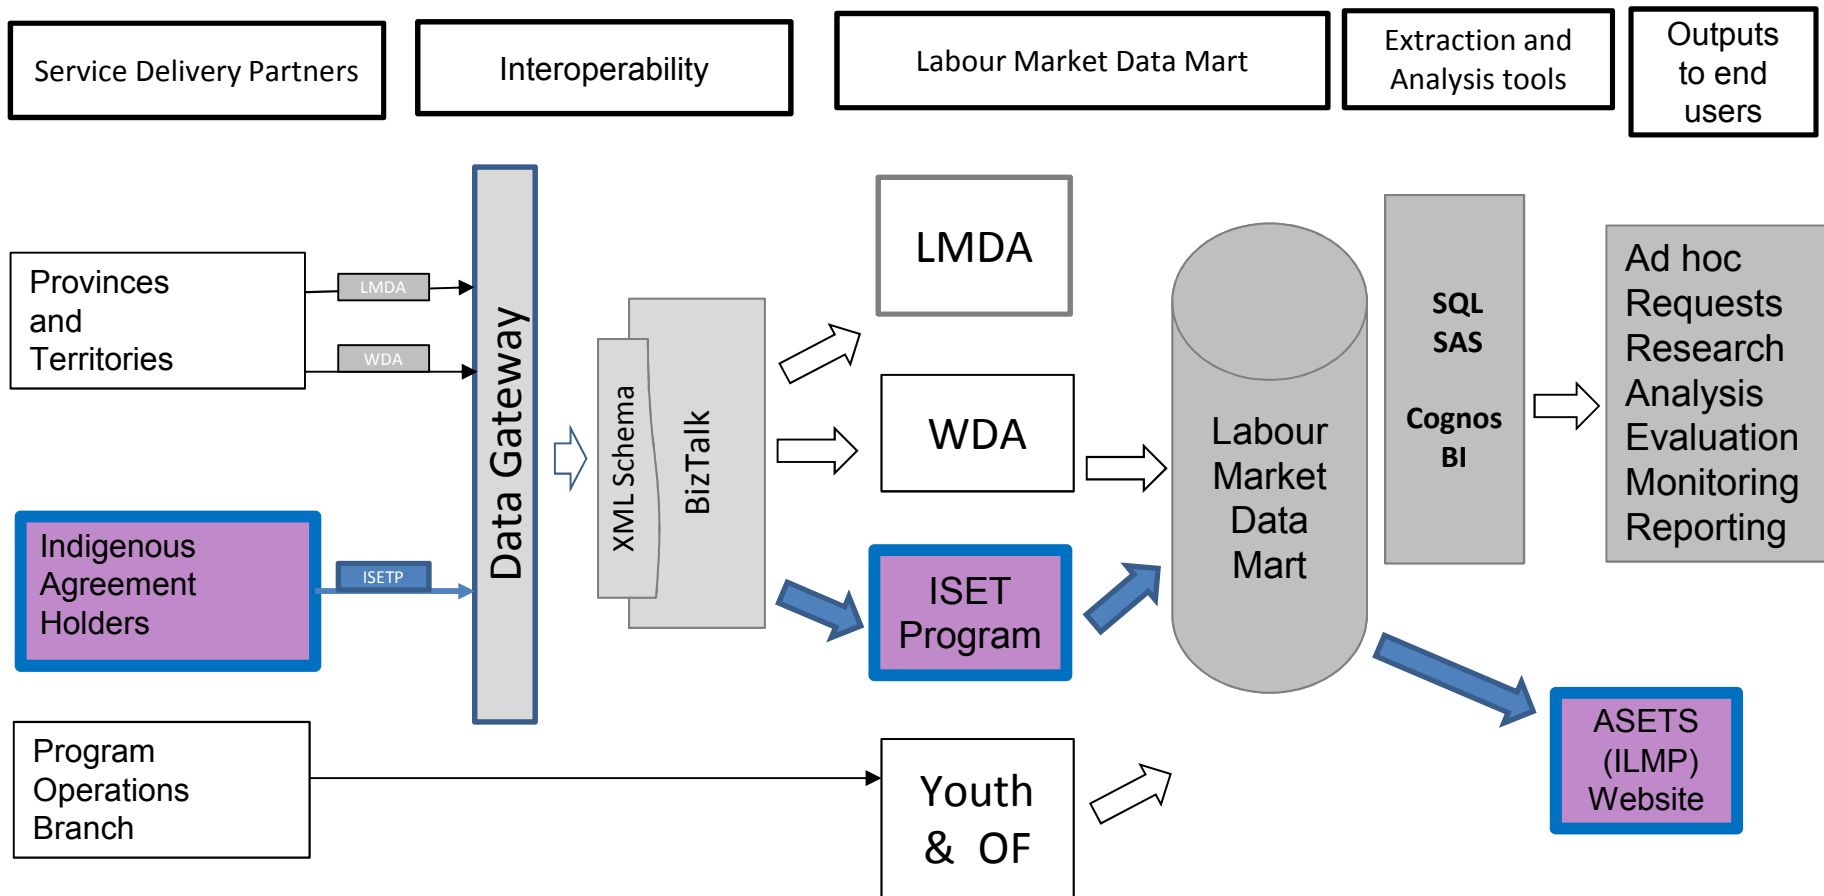 Service Delivery Partners
Interoperability
Labour Market Data Mart
Extraction and
Analysis tools
Outputs
to end
users
Provinces
and
Territories
LMDA
WDA
Indigenous
Agreement
Holders
ISETP
Program
Operations
Branch
Data Gateway
XML Schema
BizTalk
LMDA
WDA
ISET
Program
Youth
& OF
Labour
Market
Data
Mart
SQL
SAS
Cognos
BI
Ad hoc
Requests
Research
Analysis
Evaluation
Monitoring
Reporting
ASETS
(ILMP)
Website